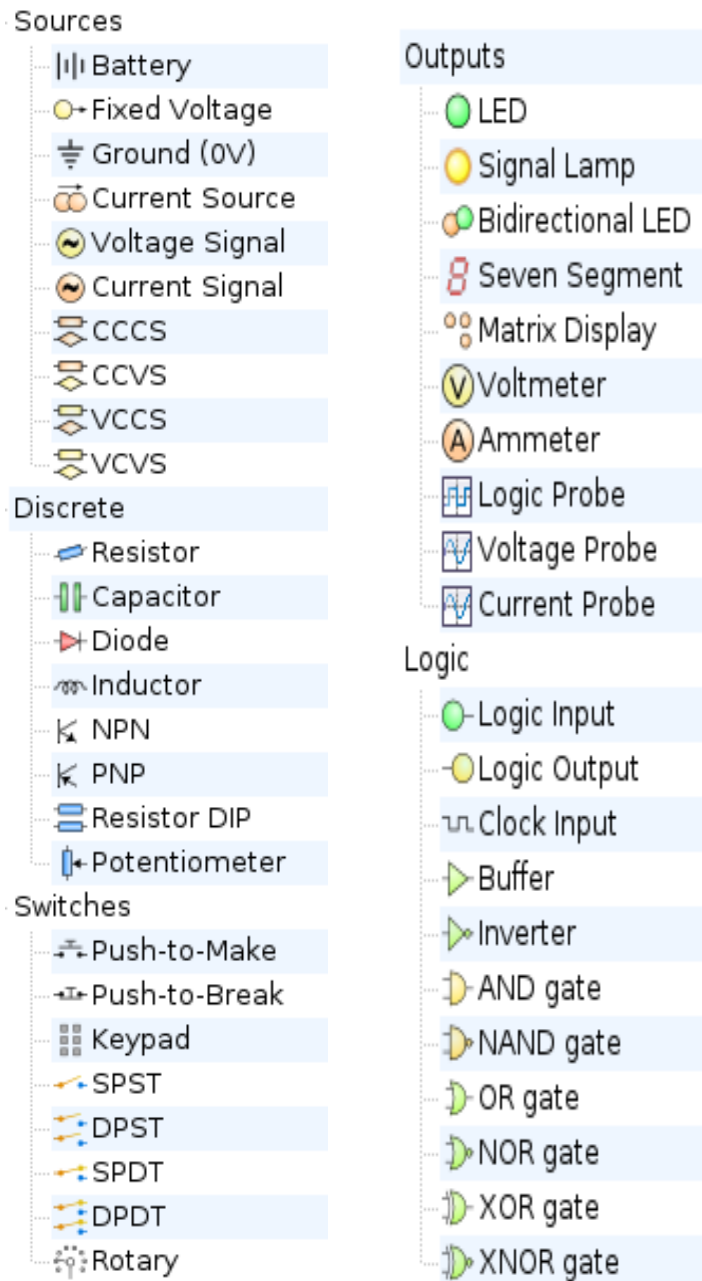 Sources
Battery
Fixed Voltage
Ground (0V)
Current Source
Voltage Signal
Current Signal
CCCS
CCVS
VCCS
VCVS
Discrete
Resistor
Capacitor
Diode
Inductor
NPN
PNP
Resistor DIP
Potentiometer
Switches
Push-to-Make
Push-to-Break
Keypad
SPST
DPST
SPDT
DPDT
Rotary
Outputs
LED
Signal Lamp
Bidirectional LED
Seven Segment
Matrix Display
V Voltmeter
A Ammeter
Logic Probe
Voltage Probe
Current Probe
Logic
Logic Input
Logic Output
Clock Input
Buffer
Inverter
AND gate
NAND gate
OR gate
NOR gate
XOR gate
XNOR gate